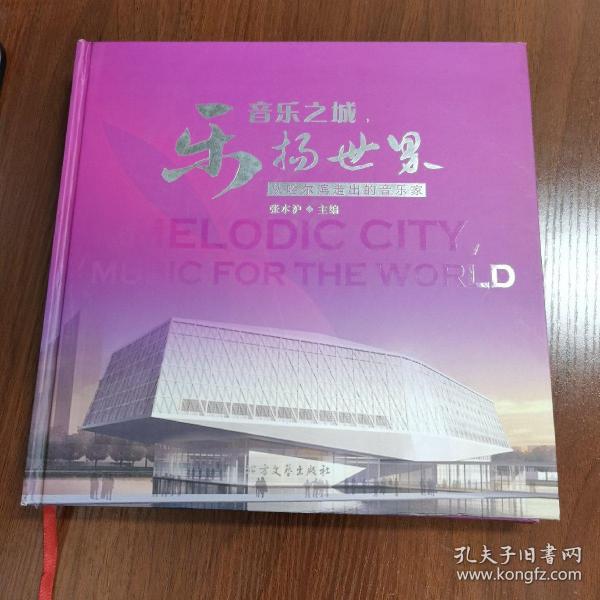 音乐之城，
乐扬世界
从哈尔滨走出的音乐家
张本沪 主编
MELODIC CITY,
MUSIC FOR THE WORLD
北方文艺出版社
孔夫子旧书网
www.kongfz.com